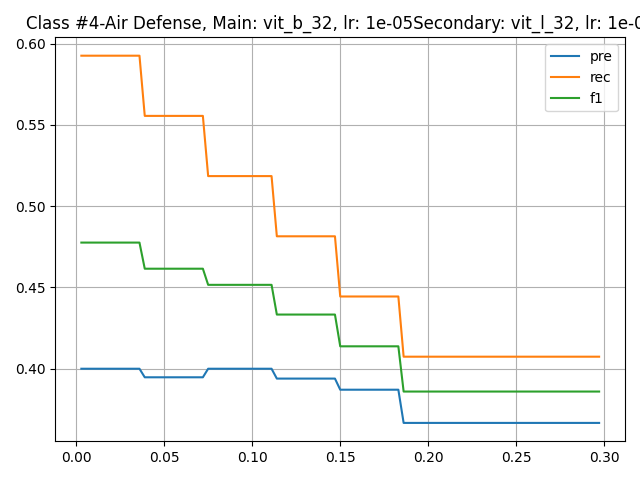 Class #4-Air Defense, Main: vit_b_32, lr: 1e-05Secondary: vit_l_32, lr: 1e-0
pre
rec
f1
0.60
0.55
0.50
0.45
0.40
0.00 0.05 0.10 0.15 0.20 0.25 0.30